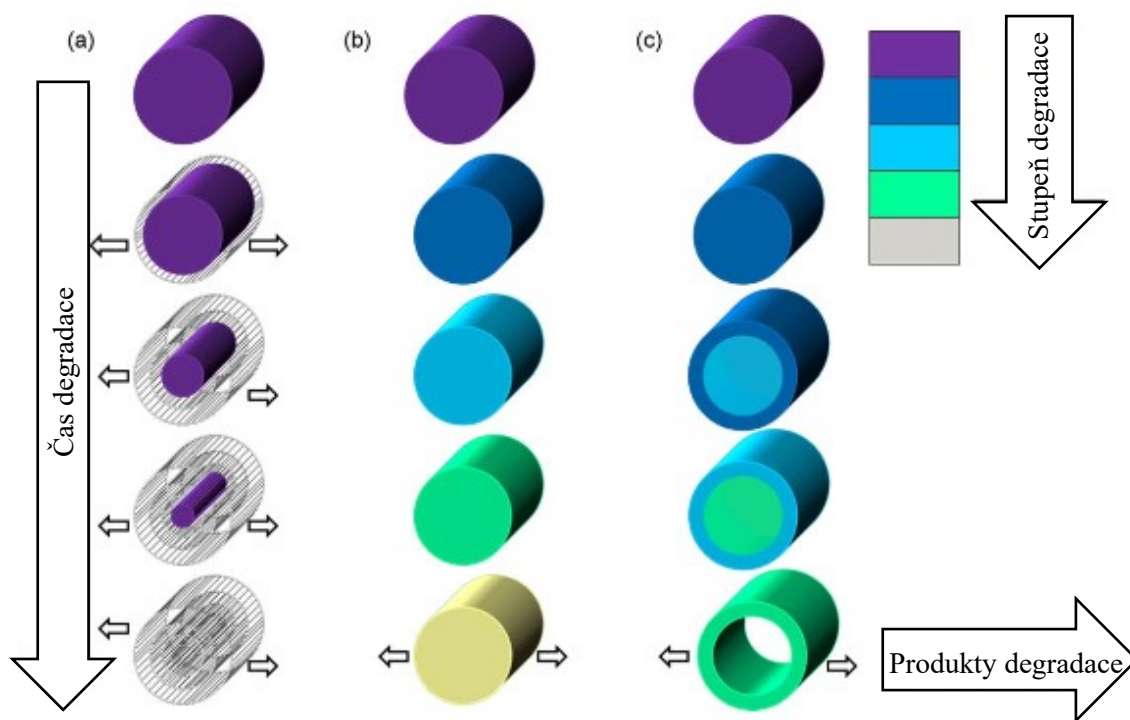 (a)
(b)
(c)
Stupeň degradace
Čas degradace
Produkty degradace